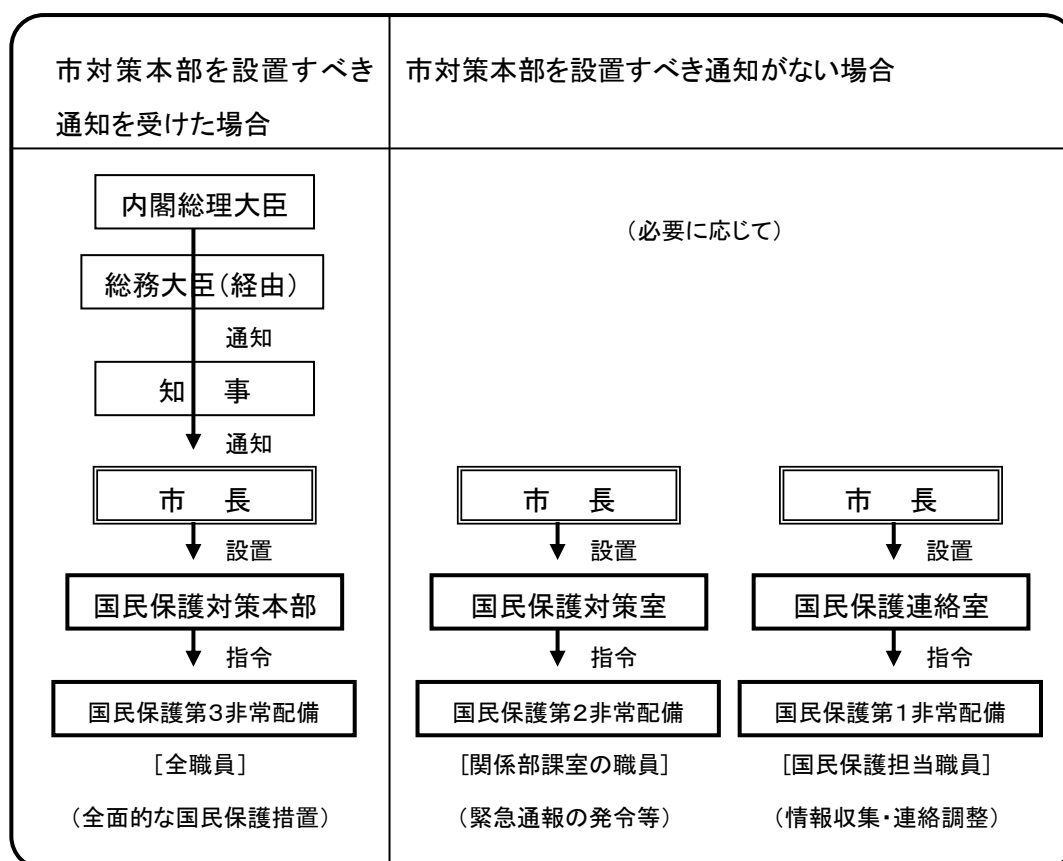 市対策本部を設置すべき
通知を受けた場合
市対策本部を設置すべき通知がない場合
内閣総理大臣
総務大臣(経由)
通知
知　事
通知
市　長
設置
国民保護対策本部
指令
国民保護第3非常配備
[全職員]
(全面的な国民保護措置)
(必要に応じて)
市　長
設置
国民保護対策室
指令
国民保護第2非常配備
[関係部課室の職員]
(緊急通報の発令等)
市　長
設置
国民保護連絡室
指令
国民保護第1非常配備
[国民保護担当職員]
(情報収集・連絡調整)